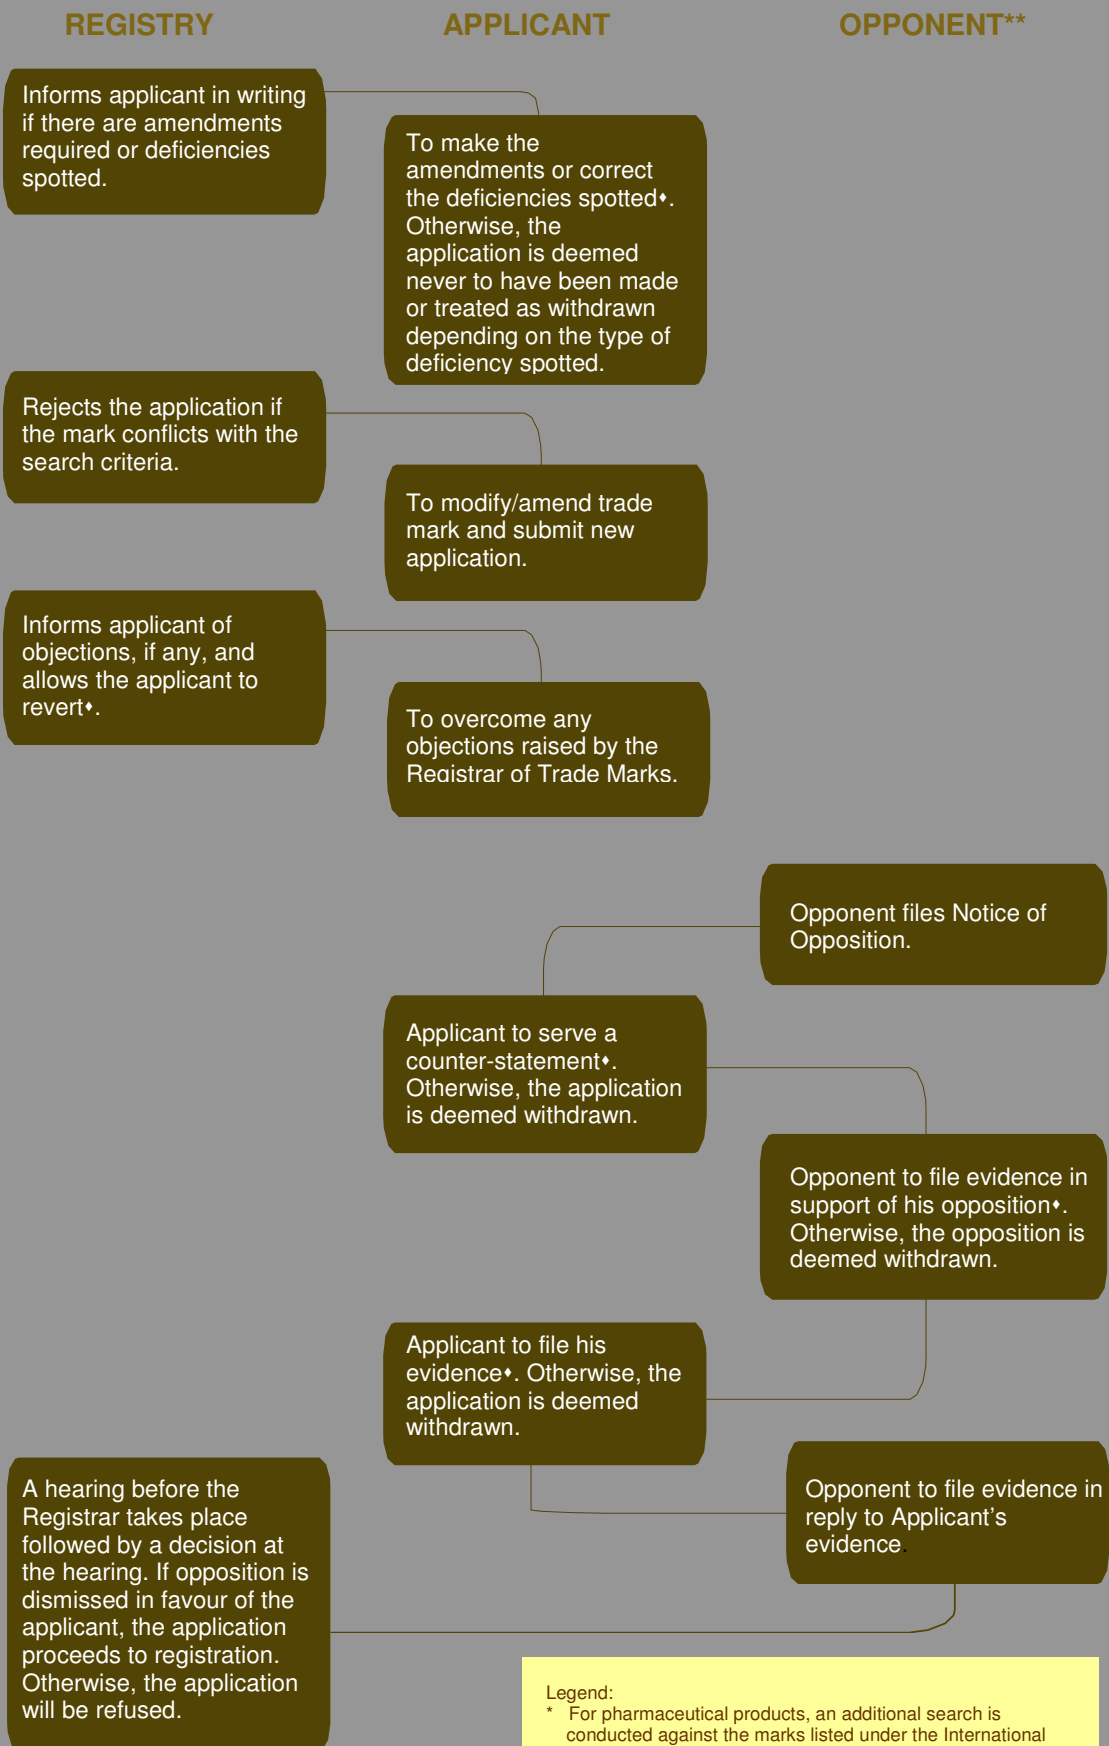 REGISTRY APPLICANT OPPONENT**
Informs applicant in writing
if there are amendments
required or deficiencies
spotted.
To make the
amendments or correct
the deficiencies spotted♦.
Otherwise, the
application is deemed
never to have been made
or treated as withdrawn
depending on the type of
deficiency spotted.
Rejects the application if
the mark conflicts with the
search criteria.
To modify/amend trade
mark and submit new
application.
Informs applicant of
objections, if any, and
allows the applicant to
revert♦.
To overcome any
objections raised by the
Registrar of Trade Marks.
Opponent files Notice of
Opposition.
Applicant to serve a
counter-statement♦.
Otherwise, the application
is deemed withdrawn.
Opponent to file evidence in
support of his opposition♦.
Otherwise, the opposition is
deemed withdrawn.
Applicant to file his
evidence♦. Otherwise, the
application is deemed
withdrawn.
Opponent to file evidence in
reply to Applicant's
evidence.
A hearing before the
Registrar takes place
followed by a decision at
the hearing. If opposition is
dismissed in favour of the
applicant, the application
proceeds to registration.
Otherwise, the application
will be refused.
Legend:
* For pharmaceutical products, an additional search is
conducted against the marks listed under the International